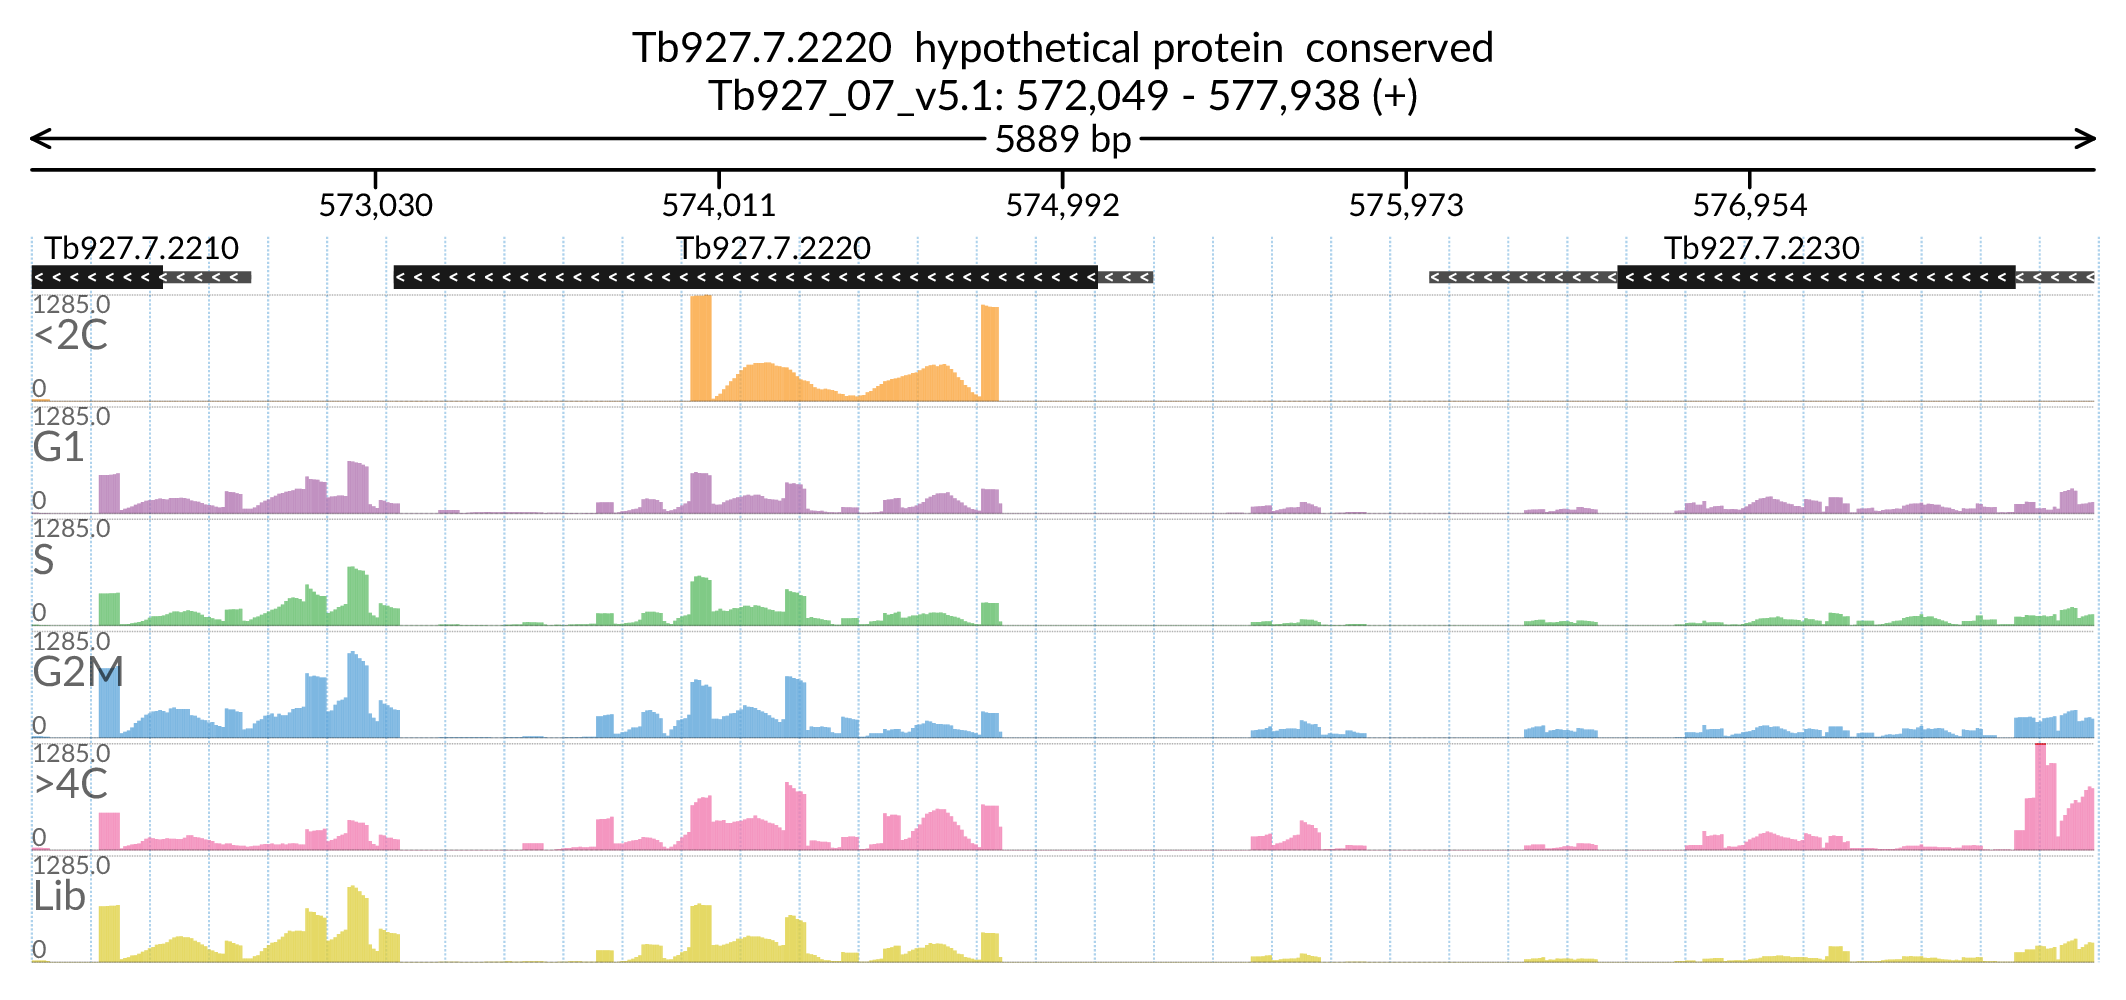 Tb927.7.2220 hypothetical protein conserved
Tb927_07_v5.1: 572,049 - 577,938 (+)
5889 bp
573,030 574,011 574,992 575,973 576,954
Tb927.7.2210 Tb927.7.2220 Tb927.7.2230
1285.0
<2C
0
1285.0
G1
0
1285.0
S
0
1285.0
G2M
0
1285.0
>4C
0
1285.0
Lib
0